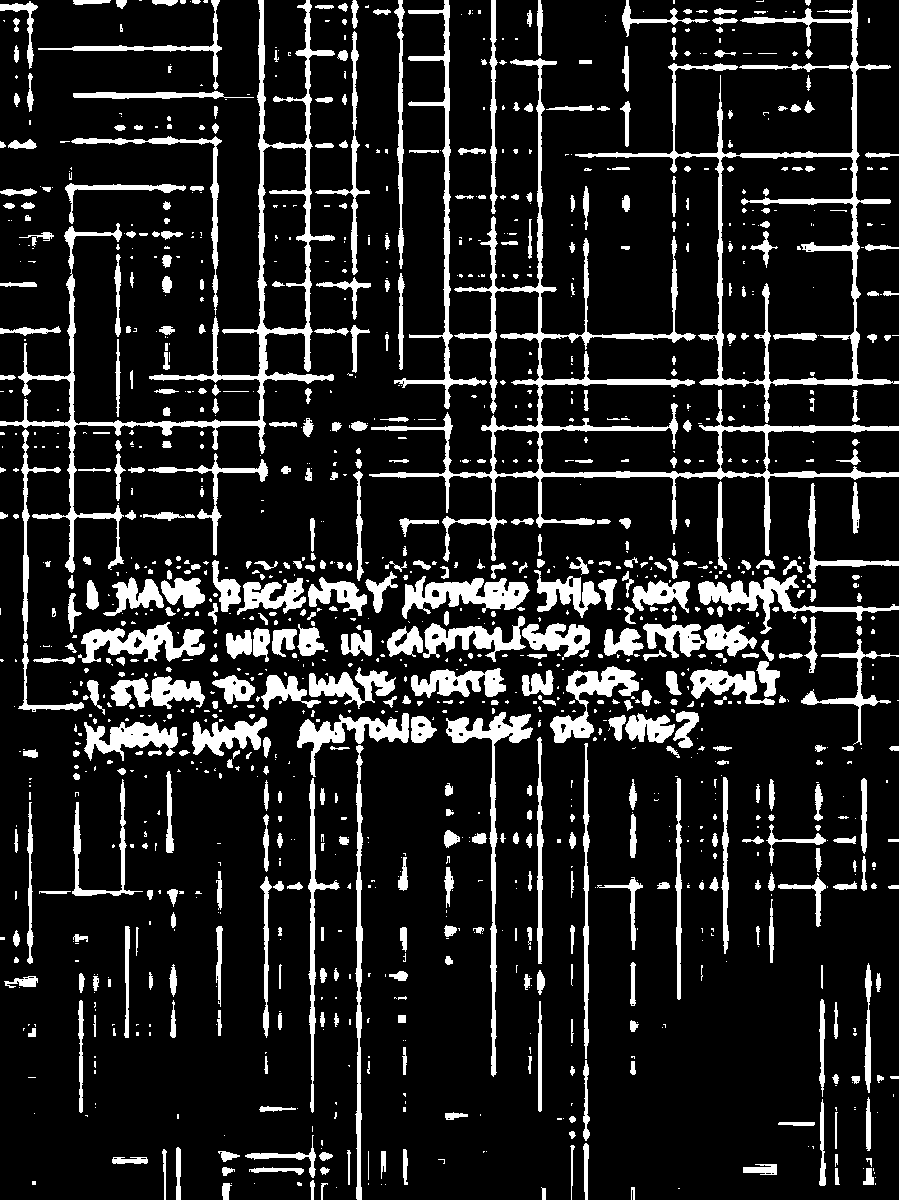 I HAVE RECENTLY NOTICED THAT NOT MANY
PEOPLE WRITE IN CAPITALISED LETTERS.
I SEEM TO ALWAYS WRITE IN CAPS, I DON'T
KNOW WHY. ANYONE ELSE DO THIS?